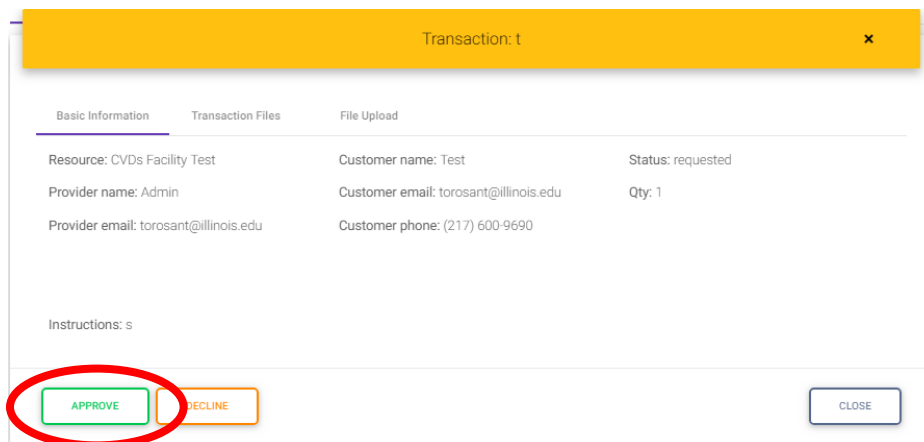 Transaction: t ×
Basic Information Transaction Files File Upload
Resource: CVDs Facility Test Customer name: Test Status: requested
Provider name: Admin Customer email: torosant@illinois.edu Qty: 1
Provider email: torosant@illinois.edu Customer phone: (217) 600-9690
Instructions: s
APPROVE DECLINE CLOSE